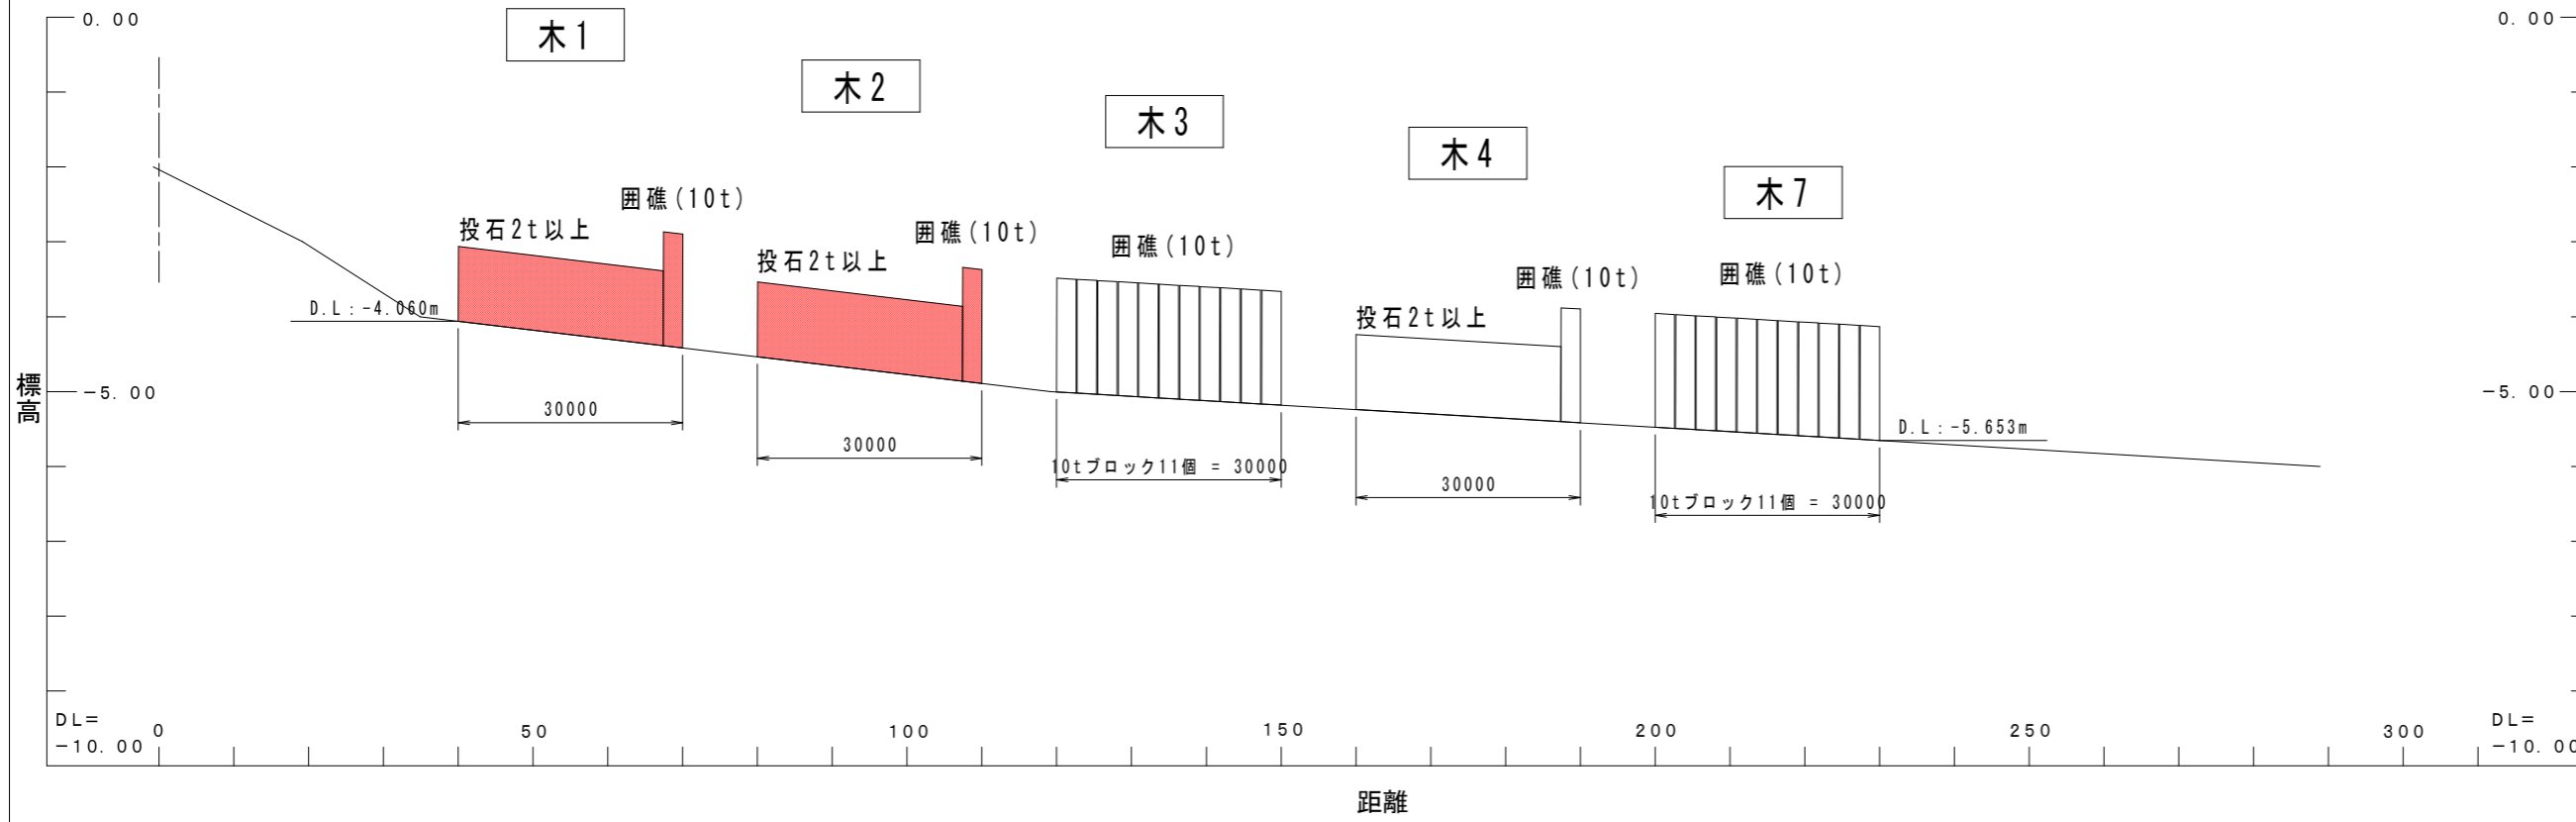 0.00
0.00
木1
木2
木3
木4
木7
囲礁(10t)
投石2t以上
囲礁(10t)
投石2t以上
囲礁(10t)
囲礁(10t)
投石2t以上
囲礁(10t)
D.L：-4.060m
標高
-5.00
-5.00
30000
30000
10tブロック11個 = 30000
30000
10tブロック11個 = 30000
D.L：-5.653m
DL=
-10.00
0
50
100
150
200
250
300
DL=
-10.00
距離